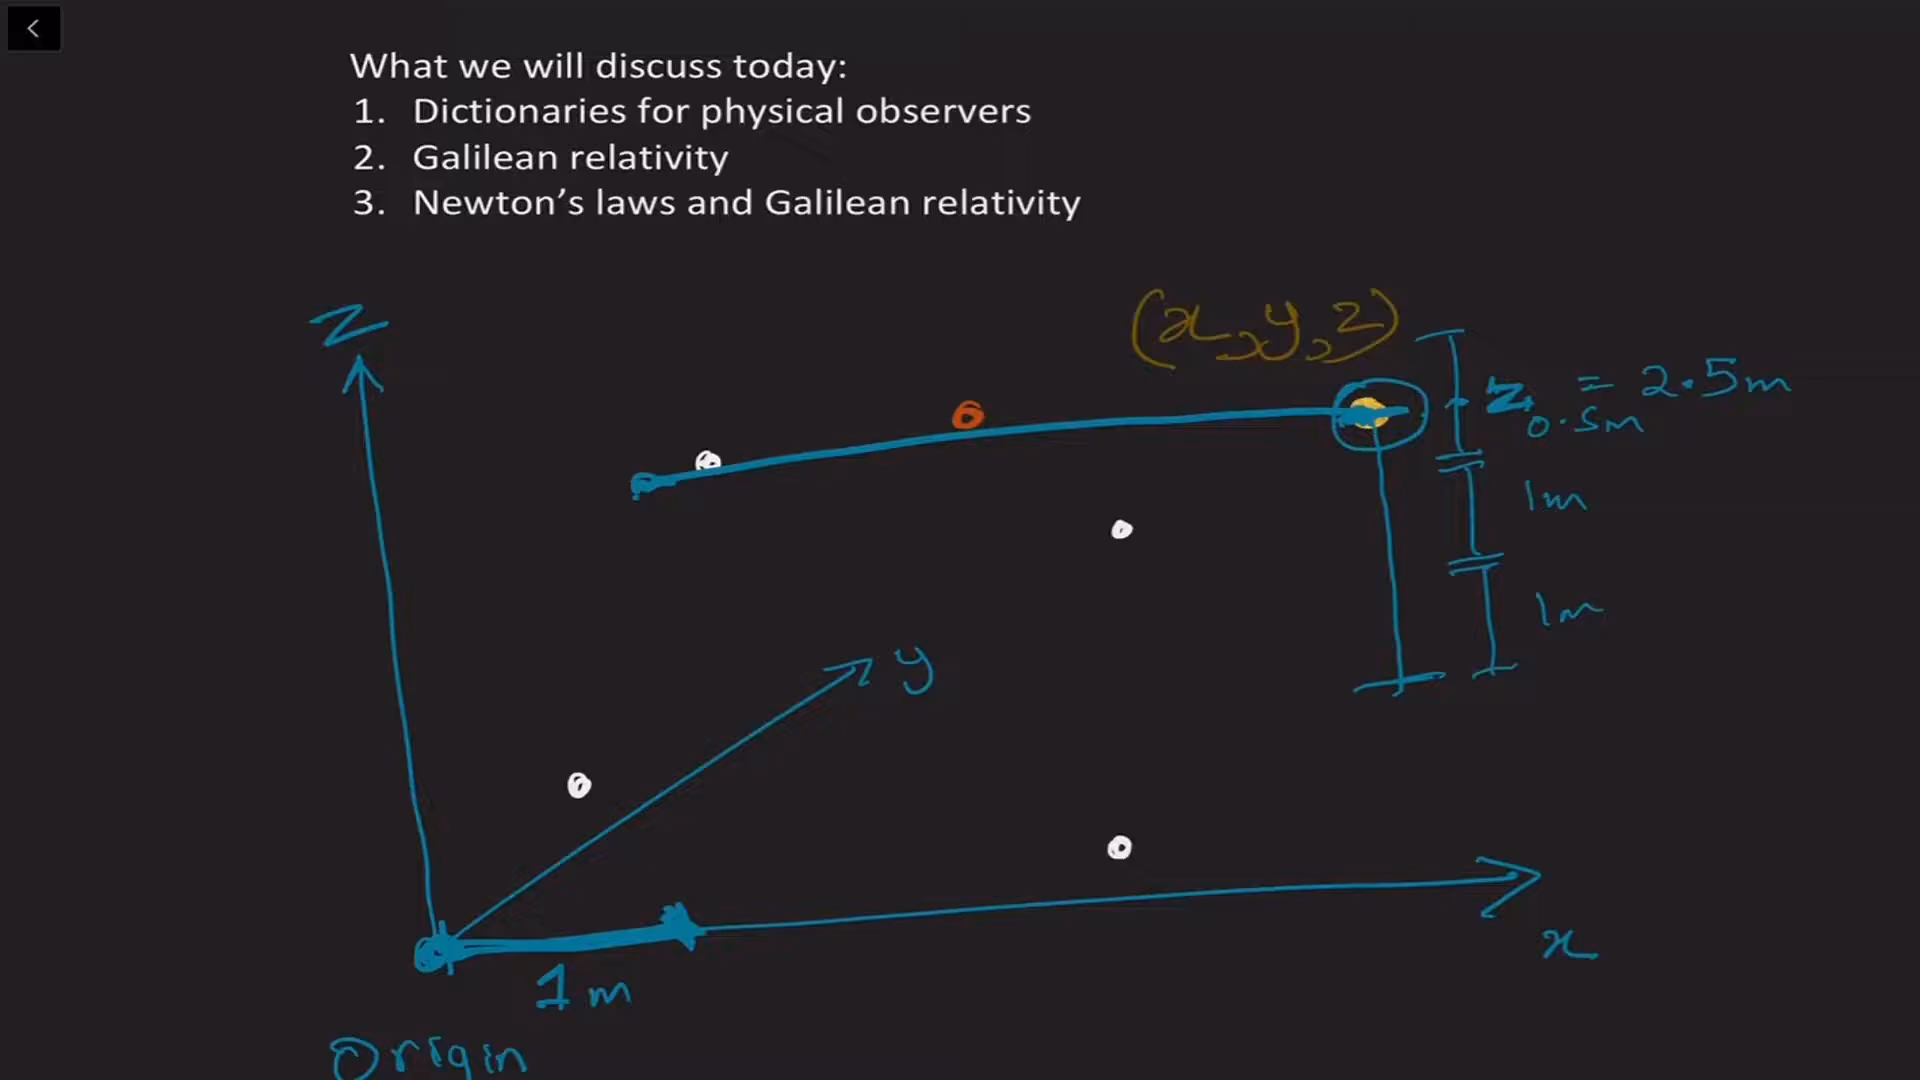 What we will discuss today:
1. Dictionaries for physical observers
2. Galilean relativity
3. Newton's laws and Galilean relativity
z
(x, y, z)
z = 2.5m
0.5m
1m
1m
y
x
1m
Origin